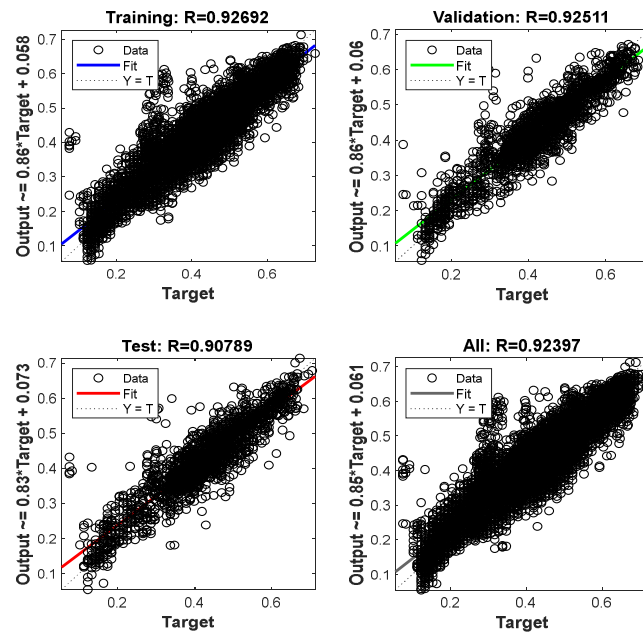 Training: R=0.92692
Output ~= 0.86*Target + 0.058
0.7
0.6
0.5
0.4
0.3
0.2
0.1
Data
Fit
Y = T
0.2
0.4
0.6
Target
Validation: R=0.92511
Output ~= 0.86*Target + 0.06
0.7
0.6
0.5
0.4
0.3
0.2
0.1
Data
Fit
Y = T
0.2
0.4
0.6
Target
Test: R=0.90789
Output ~= 0.83*Target + 0.073
0.7
0.6
0.5
0.4
0.3
0.2
0.1
Data
Fit
Y = T
0.2
0.4
0.6
Target
All: R=0.92397
Output ~= 0.85*Target + 0.061
0.7
0.6
0.5
0.4
0.3
0.2
0.1
Data
Fit
Y = T
0.2
0.4
0.6
Target